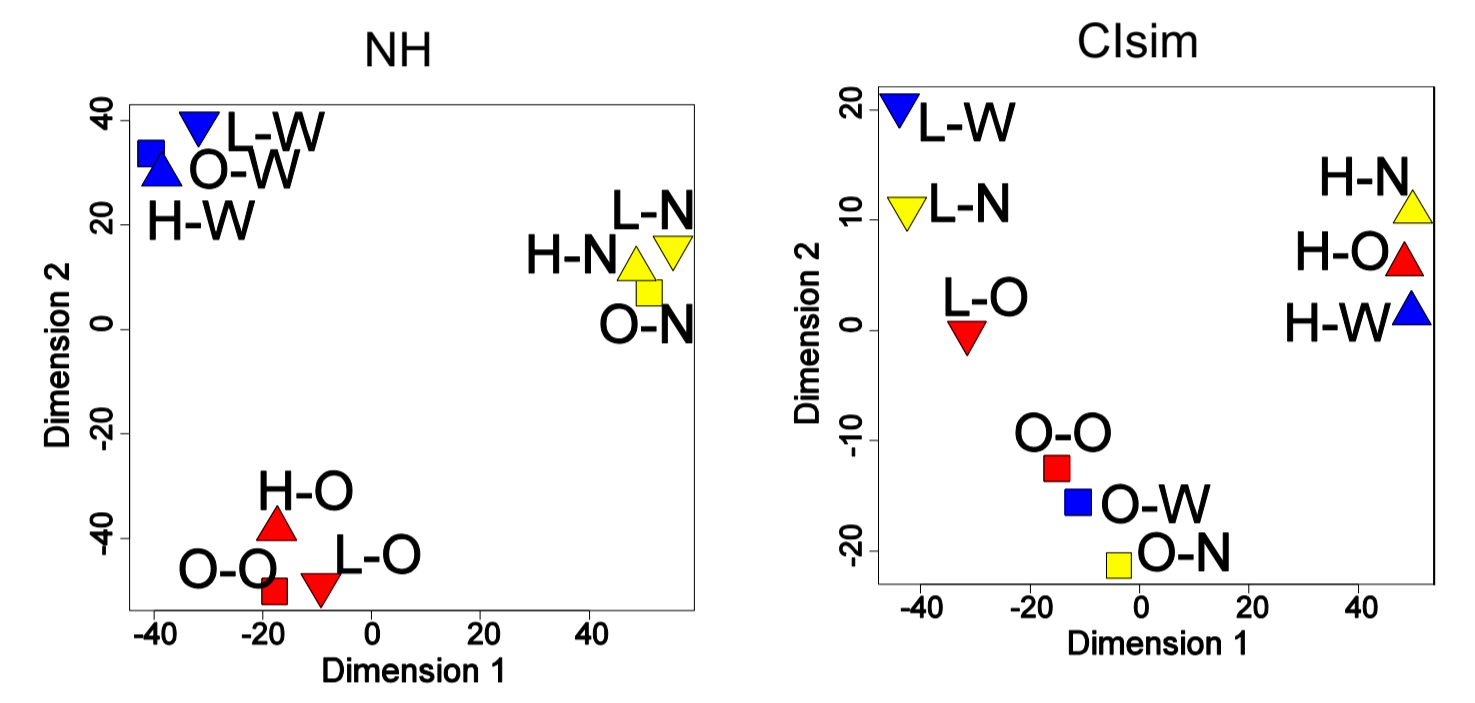 NH
40
20
0
-20
-40
Dimension 2
L-W
O-W
H-W
L-N
H-N
O-N
H-O
O-O
L-O
-40 -20 0 20 40
Dimension 1
CIsim
20
10
0
-10
-20
Dimension 2
L-W
L-N
L-O
H-N
H-O
H-W
O-O
O-W
O-N
-40 -20 0 20 40
Dimension 1